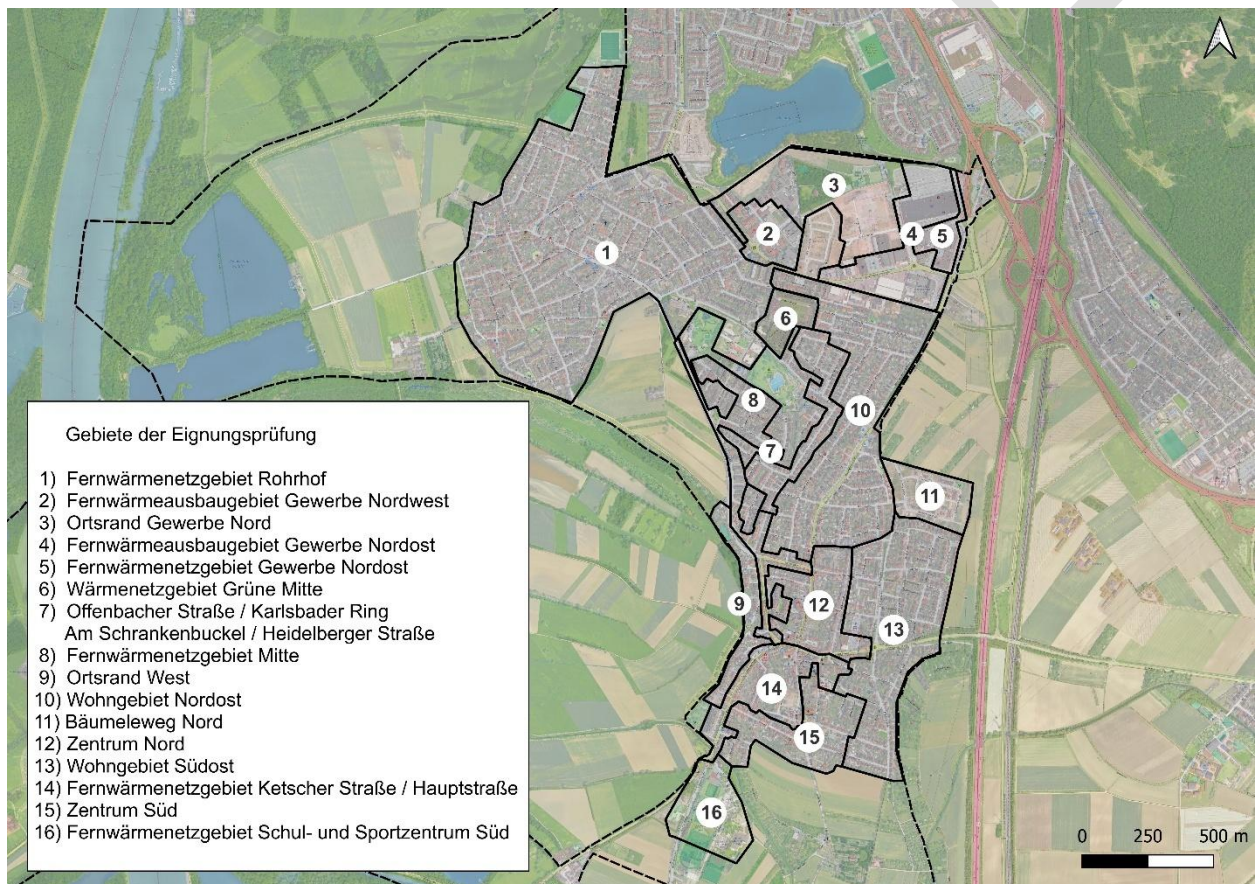 Gebiete der Eignungsprüfung
1) Fernwärmenetzgebiet Rohrhof
2) Fernwärmeausbaugebiet Gewerbe Nordwest
3) Ortsrand Gewerbe Nord
4) Fernwärmeausbaugebiet Gewerbe Nordost
5) Fernwärmenetzgebiet Gewerbe Nordost
6) Wärmenetzgebiet Grüne Mitte
7) Offenbacher Straße / Karlsbader Ring
Am Schrankenbuckel / Heidelberger Straße
8) Fernwärmenetzgebiet Mitte
9) Ortsrand West
10) Wohngebiet Nordost
11) Bäumeleweg Nord
12) Zentrum Nord
13) Wohngebiet Südost
14) Fernwärmenetzgebiet Ketscher Straße / Hauptstraße
15) Zentrum Süd
16) Fernwärmenetzgebiet Schul- und Sportzentrum Süd
3
2
1
4
5
6
8
10
7
11
9
12
13
14
15
16
0 250 500 m